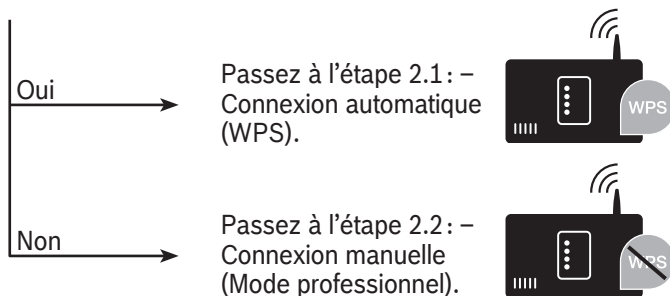 Oui
Passez à l’étape 2.1 : –
Connexion automatique
(WPS).
WPS
Non
Passez à l’étape 2.2 : –
Connexion manuelle
(Mode professionnel).
WPS